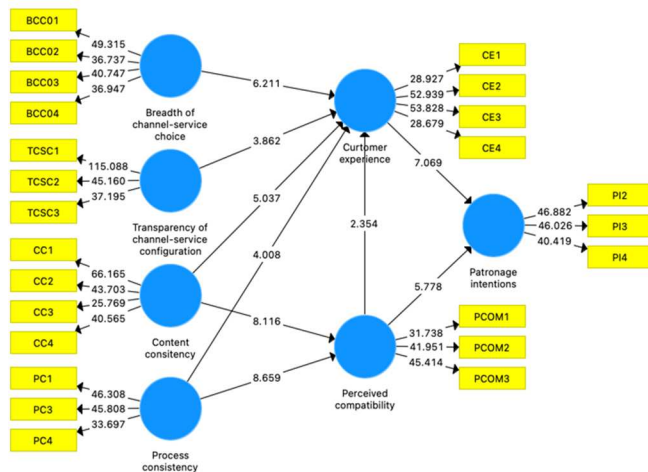 BCC01
BCC02
BCC03
BCC04
49.315
36.737
40.747
36.947
Breadth of
channel-service
choice
6.211
TCSC1
TCSC2
TCSC3
115.088
45.160
37.195
Transparency of
channel-service
configuration
3.862
CC1
CC2
CC3
CC4
66.165
43.703
25.769
40.565
Content
consitency
5.037
8.116
PC1
PC3
PC4
46.308
45.808
33.697
Process
consistency
4.008
8.659
CE1
CE2
CE3
CE4
28.927
52.939
53.828
28.679
Curtomer
experience
7.069
2.354
PCOM1
PCOM2
PCOM3
31.738
41.951
45.414
Perceived
compatibility
5.778
PI2
PI3
PI4
46.882
46.026
40.419
Patronage
intentions